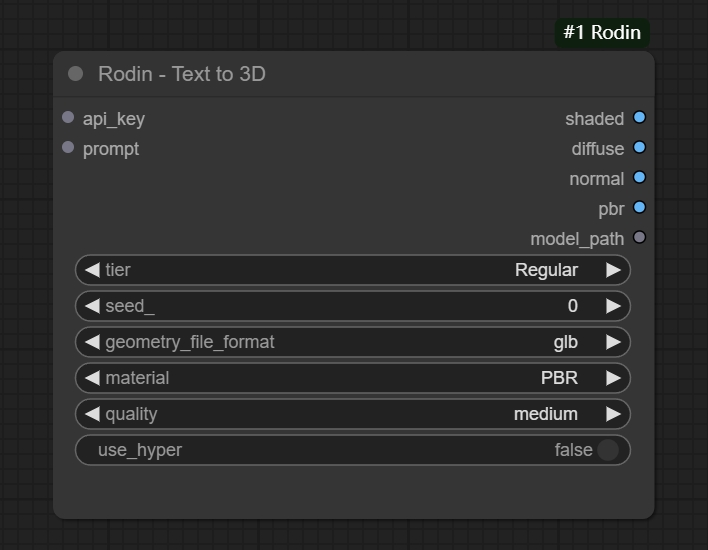 #1 Rodin
Rodin - Text to 3D
api_key shaded
prompt diffuse
normal
pbr
model_path
tier Regular
seed_ 0
geometry_file_format glb
material PBR
quality medium
use_hyper false